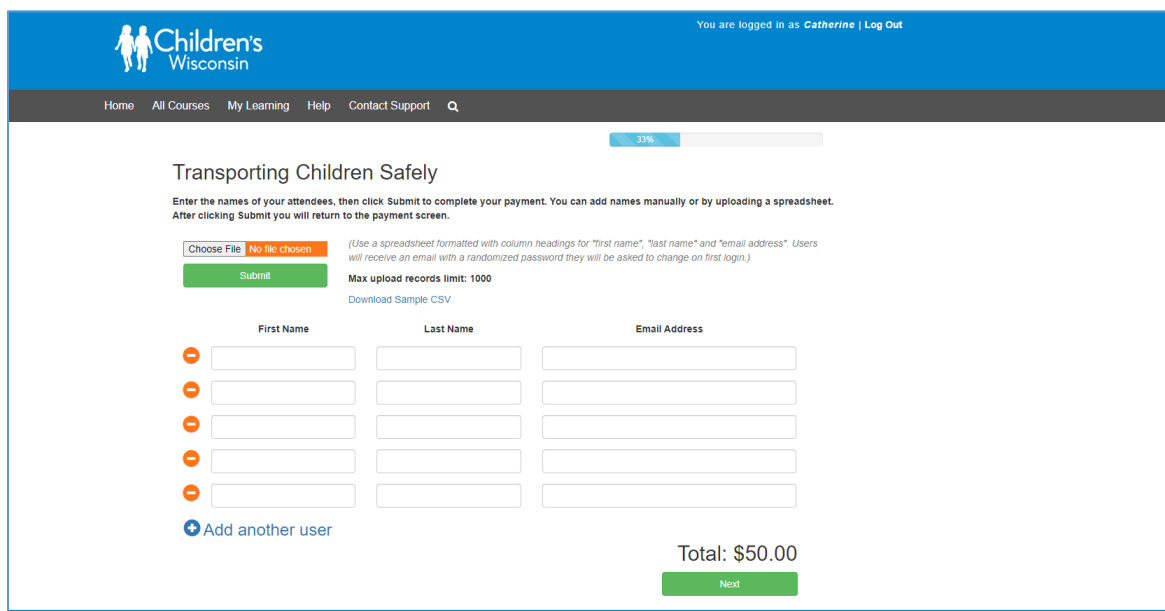 You are logged in as Catherine | Log Out
Children's
Wisconsin
Home All Courses My Learning Help Contact Support
33%
Transporting Children Safely
Enter the names of your attendees, then click Submit to complete your payment. You can add names manually or by uploading a spreadsheet.
After clicking Submit you will return to the payment screen.
Choose File No file chosen
(Use a spreadsheet formatted with column headings for "first name", "last name" and "email address". Users
will receive an email with a randomized password they will be asked to change on first login.)
Submit
Max upload records limit: 1000
Download Sample CSV
First Name Last Name Email Address
Add another user
Total: $50.00
Next